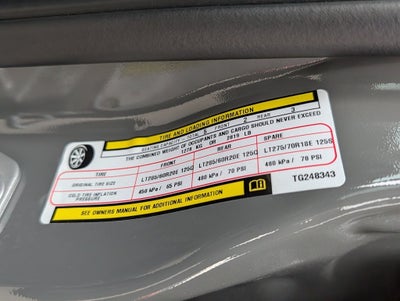 TIRE AND LOADING INFORMATION
SEATING CAPACITY TOTAL 5 FRONT 2 REAR 3
THE COMBINED WEIGHT OF OCCUPANTS AND CARGO SHOULD NEVER EXCEED
1278 KG OR 2819 LB
TIRE FRONT REAR SPARE
ORIGINAL TIRE SIZE LT285/60R20E 125Q LT285/60R20E 125Q LT275/70R18E 125S
COLD TIRE INFLATION PRESSURE 450 kPa / 65 PSI 480 kPa / 70 PSI 480 kPa / 70 PSI
SEE OWNERS MANUAL FOR ADDITIONAL INFORMATION
TG248343